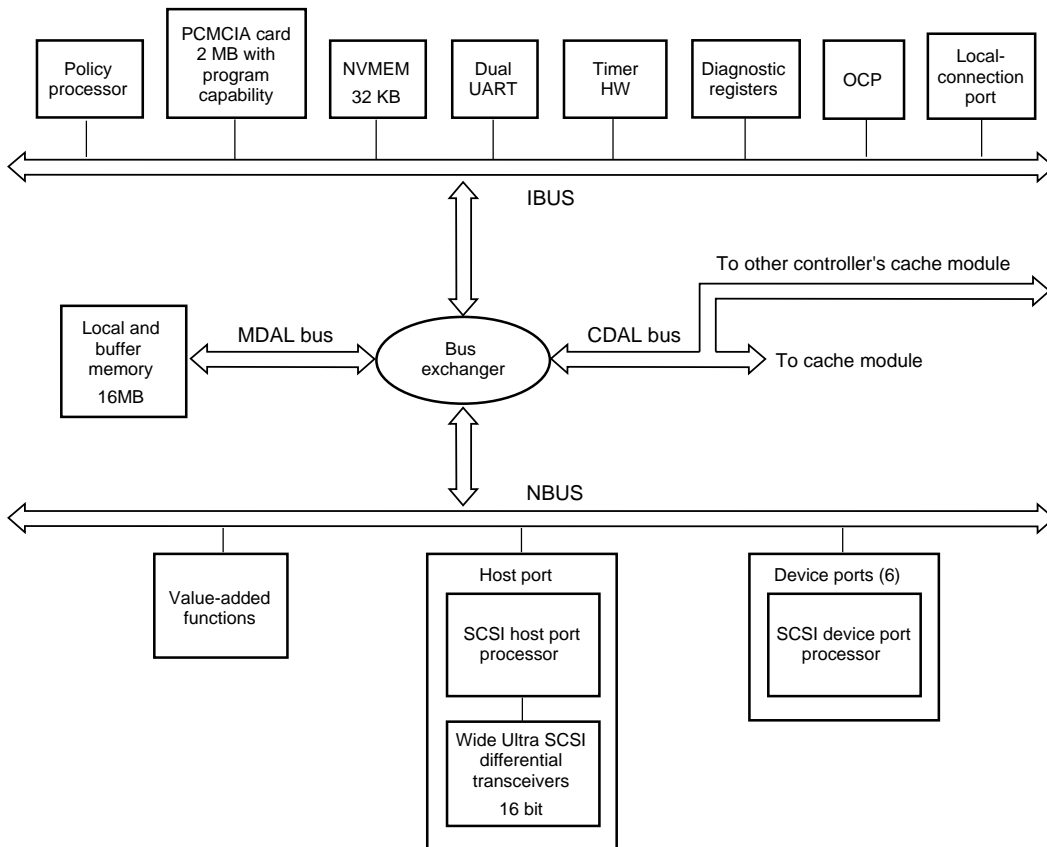 Policy
processor
PCMCIA card
2 MB with
program
capability
NVMEM
32 KB
Dual
UART
Timer
HW
Diagnostic
registers
OCP
Local-
connection
port
IBUS
To other controller's cache module
Local and
buffer
memory
16MB
MDAL bus
Bus
exchanger
CDAL bus
To cache module
NBUS
Value-added
functions
Host port
SCSI host port
processor
Wide Ultra SCSI
differential
transceivers
16 bit
Device ports (6)
SCSI device port
processor